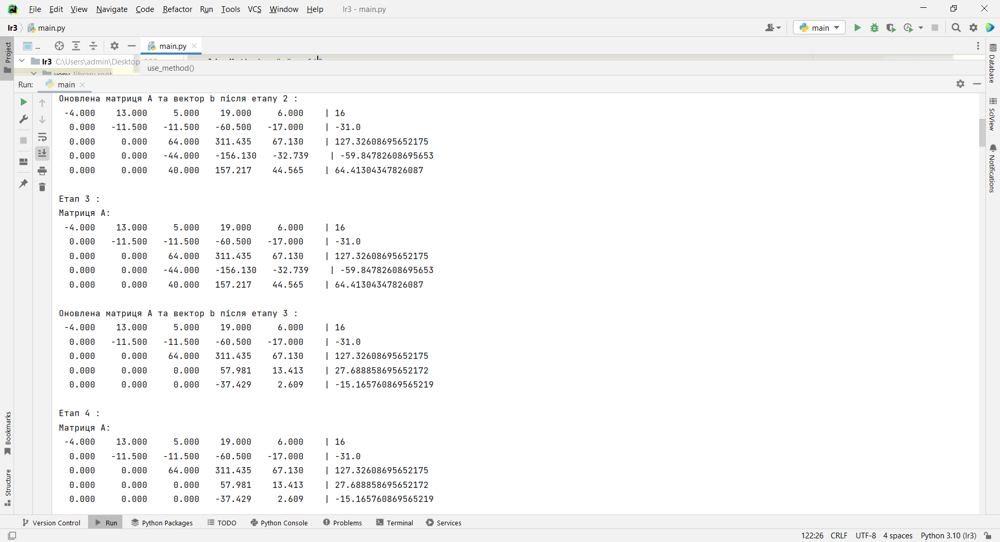 File Edit View Navigate Code Refactor Run Tools VCS Window Help lr3 - main.py
lr3 main.py main
Project ... main.py
lr3 C:\Users\admin\Desktop
venv library root
use_method()
Run: main
Оновлена матриця A та вектор b після етапу 2 :
-4.000 13.000 5.000 19.000 6.000 | 16
0.000 -11.500 -11.500 -60.500 -17.000 | -31.0
0.000 0.000 64.000 311.435 67.130 | 127.32608695652175
0.000 0.000 -44.000 -156.130 -32.739 | -59.84782608695653
0.000 0.000 40.000 157.217 44.565 | 64.41304347826087
Етап 3 :
Матриця A:
-4.000 13.000 5.000 19.000 6.000 | 16
0.000 -11.500 -11.500 -60.500 -17.000 | -31.0
0.000 0.000 64.000 311.435 67.130 | 127.32608695652175
0.000 0.000 -44.000 -156.130 -32.739 | -59.84782608695653
0.000 0.000 40.000 157.217 44.565 | 64.41304347826087
Оновлена матриця A та вектор b після етапу 3 :
-4.000 13.000 5.000 19.000 6.000 | 16
0.000 -11.500 -11.500 -60.500 -17.000 | -31.0
0.000 0.000 64.000 311.435 67.130 | 127.32608695652175
0.000 0.000 0.000 57.981 13.413 | 27.688858695652172
0.000 0.000 0.000 -37.429 2.609 | -15.165760869565219
Етап 4 :
Матриця A:
-4.000 13.000 5.000 19.000 6.000 | 16
0.000 -11.500 -11.500 -60.500 -17.000 | -31.0
0.000 0.000 64.000 311.435 67.130 | 127.32608695652175
0.000 0.000 0.000 57.981 13.413 | 27.688858695652172
0.000 0.000 0.000 -37.429 2.609 | -15.165760869565219
Bookmarks
Structure
Database
SciView
Notifications
Version Control Run Python Packages TODO Python Console Problems Terminal Services
122:26 CRLF UTF-8 4 spaces Python 3.10 (lr3)